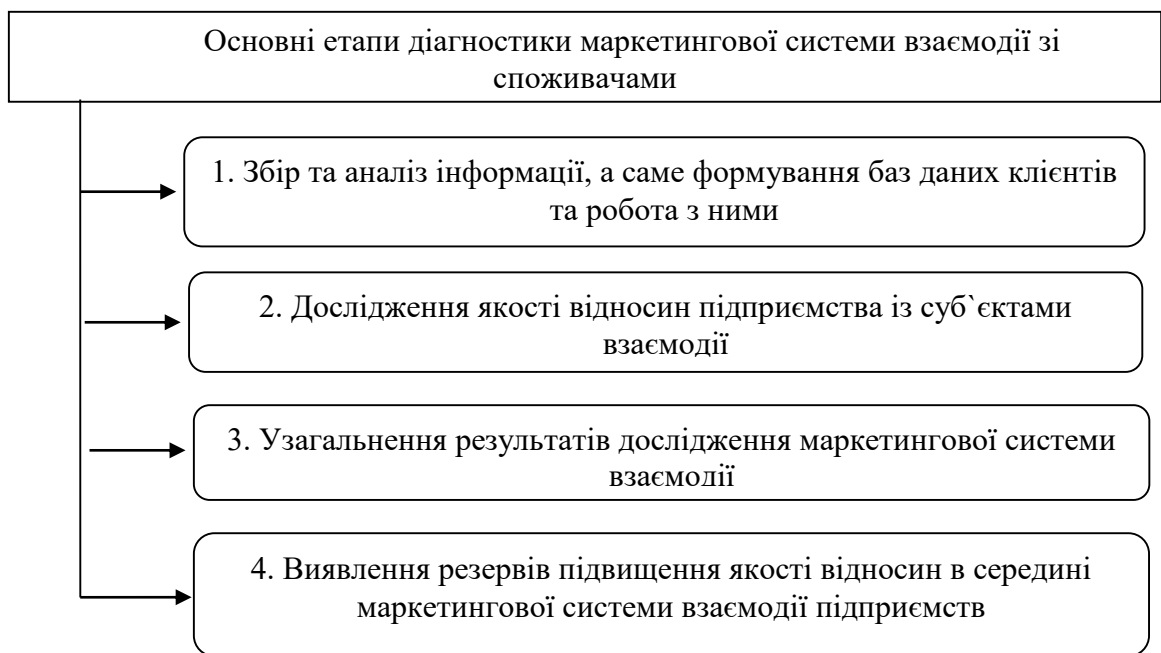 Основні етапи діагностики маркетингової системи взаємодії зі
споживачами
1. Збір та аналіз інформації, а саме формування баз даних клієнтів
та робота з ними
2. Дослідження якості відносин підприємства із суб`єктами
взаємодії
3. Узагальнення результатів дослідження маркетингової системи
взаємодії
4. Виявлення резервів підвищення якості відносин в середині
маркетингової системи взаємодії підприємств